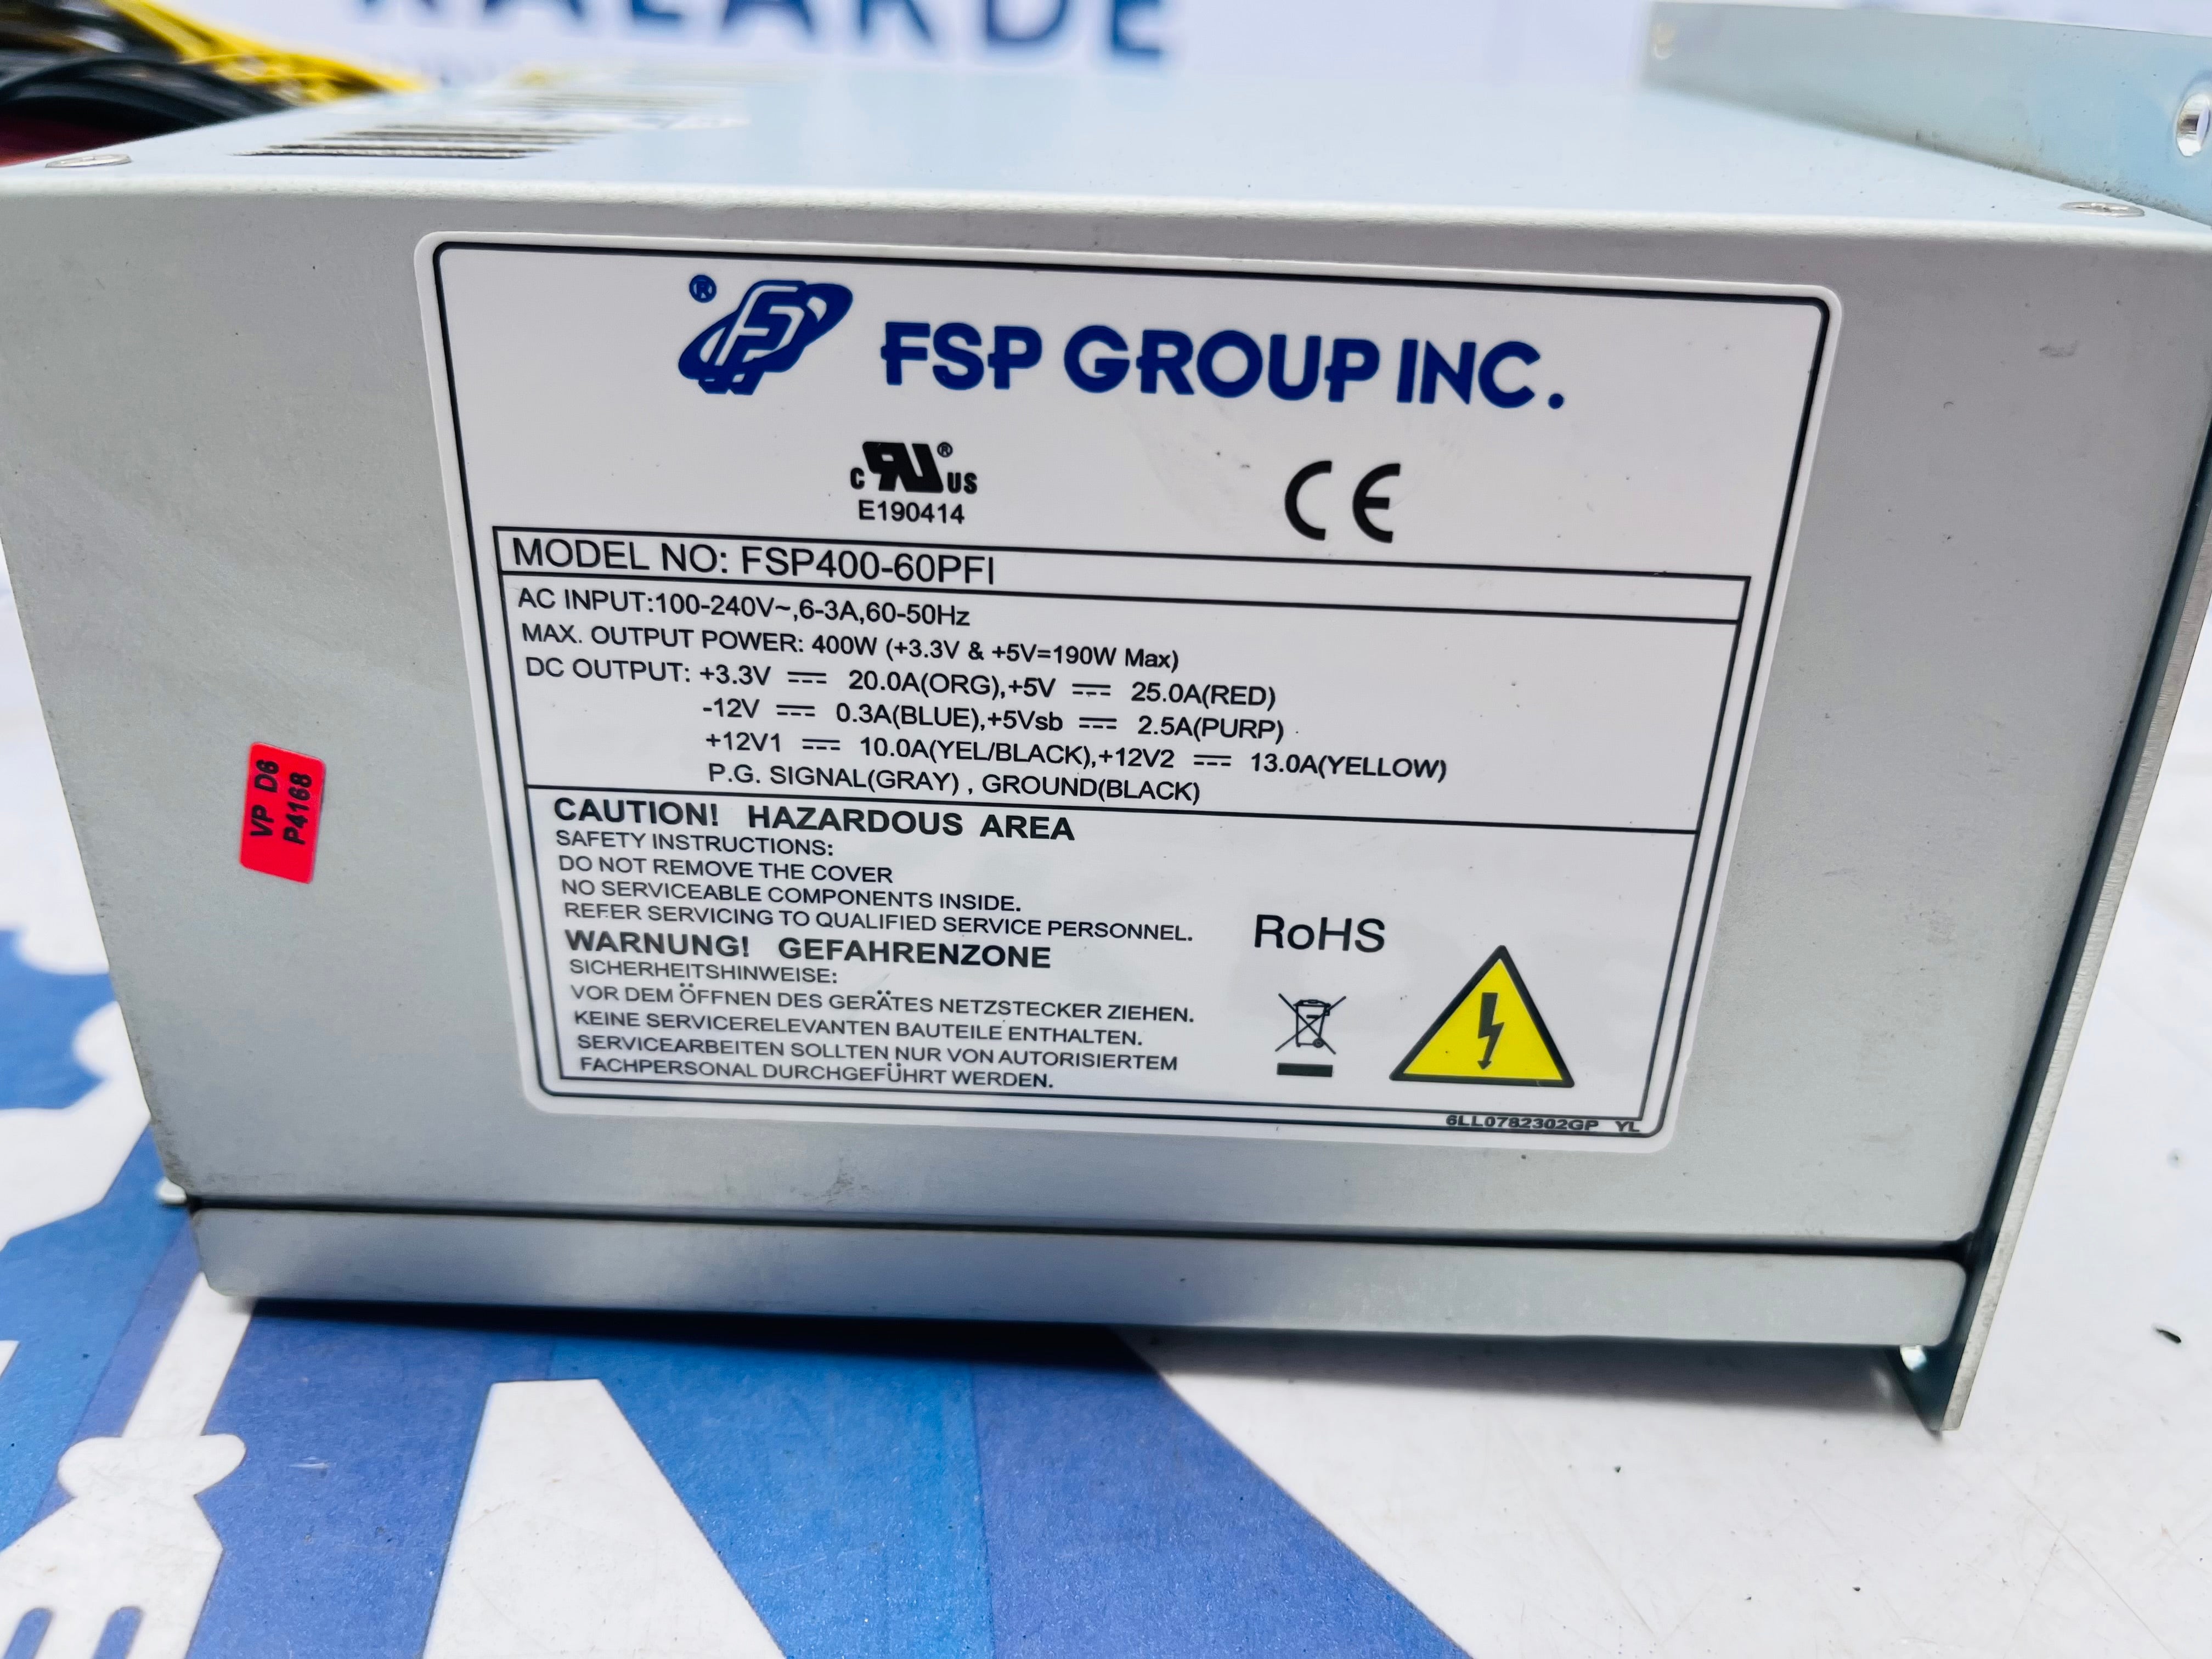 ® FSP FSP GROUP INC.
c RU ® US
E190414
CE
MODEL NO: FSP400-60PFI
AC INPUT:100-240V~,6-3A,60-50Hz
MAX. OUTPUT POWER: 400W (+3.3V & +5V=190W Max)
DC OUTPUT: +3.3V ⎓ 20.0A(ORG),+5V ⎓ 25.0A(RED)
-12V ⎓ 0.3A(BLUE),+5Vsb ⎓ 2.5A(PURP)
+12V1 ⎓ 10.0A(YEL/BLACK),+12V2 ⎓ 13.0A(YELLOW)
P.G. SIGNAL(GRAY) , GROUND(BLACK)
CAUTION! HAZARDOUS AREA
SAFETY INSTRUCTIONS:
DO NOT REMOVE THE COVER
NO SERVICEABLE COMPONENTS INSIDE.
REFER SERVICING TO QUALIFIED SERVICE PERSONNEL.
WARNUNG! GEFAHRENZONE
SICHERHEITSHINWEISE:
VOR DEM ÖFFNEN DES GERÄTES NETZSTECKER ZIEHEN.
KEINE SERVICERELEVANTEN BAUTEILE ENTHALTEN.
SERVICEARBEITEN SOLLTEN NUR VON AUTORISIERTEM
FACHPERSONAL DURCHGEFÜHRT WERDEN.
RoHS
6LL0782302GP YL
VP D6
P4168